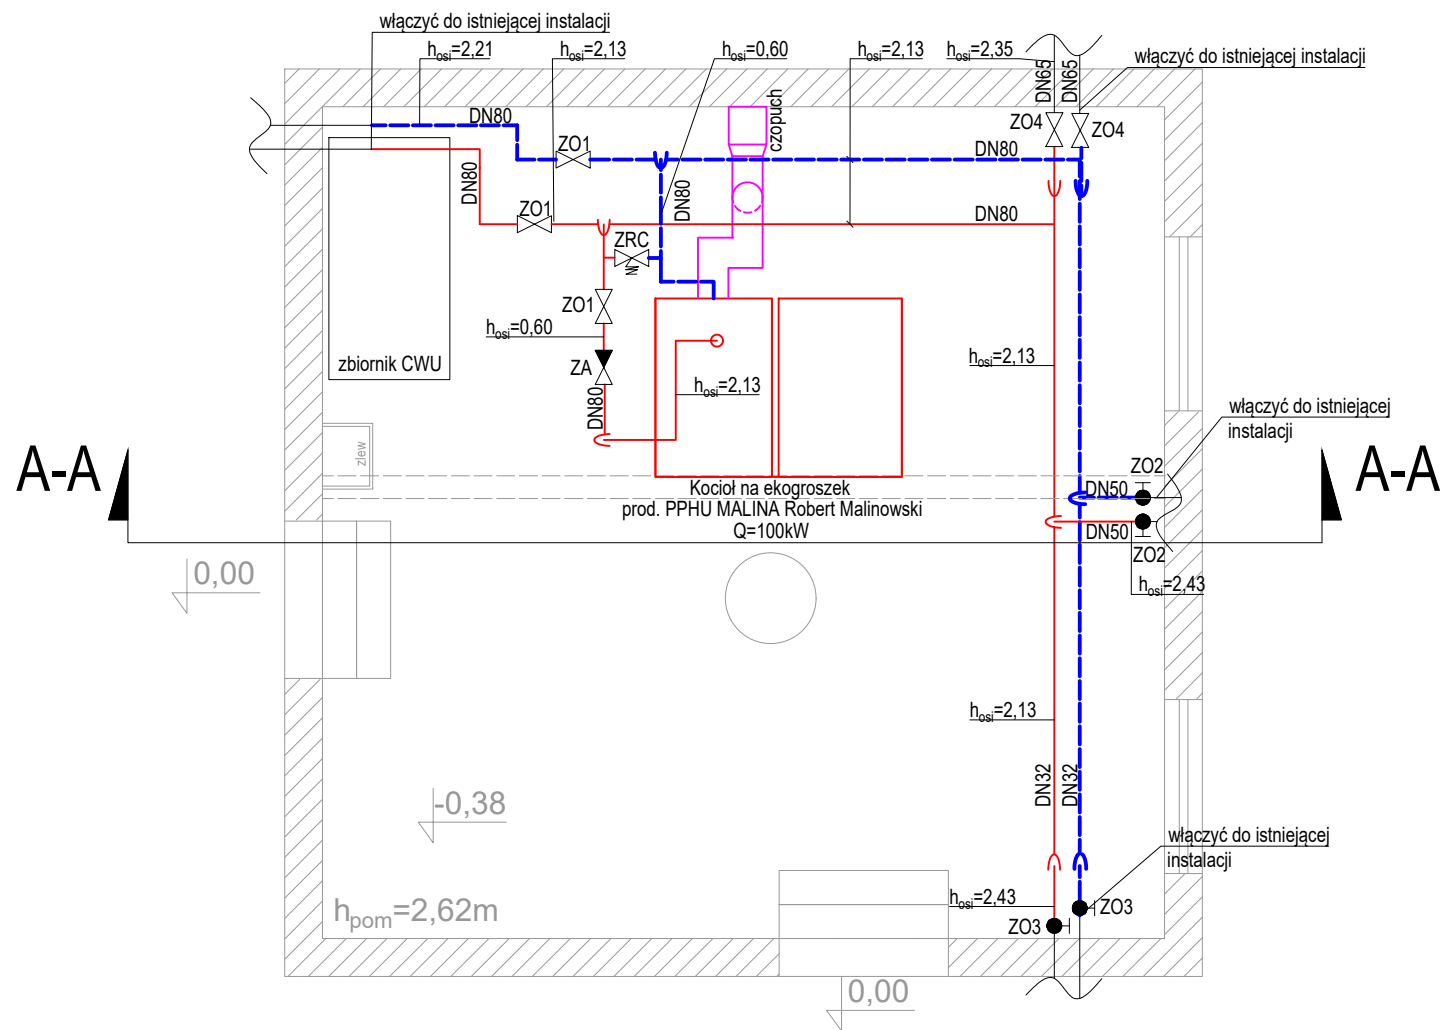 włączyć do istniejącej instalacji
hosi=2,21
hosi=2,13
hosi=0,60
hosi=2,13
hosi=2,35
włączyć do istniejącej instalacji
DN65
DN65
DN80
ZO1
czopuch
ZO4
ZO4
DN80
DN80
ZO1
DN80
DN80
ZRC
ZO1
hosi=0,60
zbiornik CWU
ZA
DN80
hosi=2,13
hosi=2,13
włączyć do istniejącej
instalacji
zlew
A-A
A-A
ZO2
DN50
Kocioł na ekogroszek
prod. PPHU MALINA Robert Malinowski
Q=100kW
DN50
ZO2
hosi=2,43
0,00
hosi=2,13
DN32
DN32
-0,38
włączyć do istniejącej
instalacji
hpom=2,62m
hosi=2,43
ZO3
ZO3
0,00